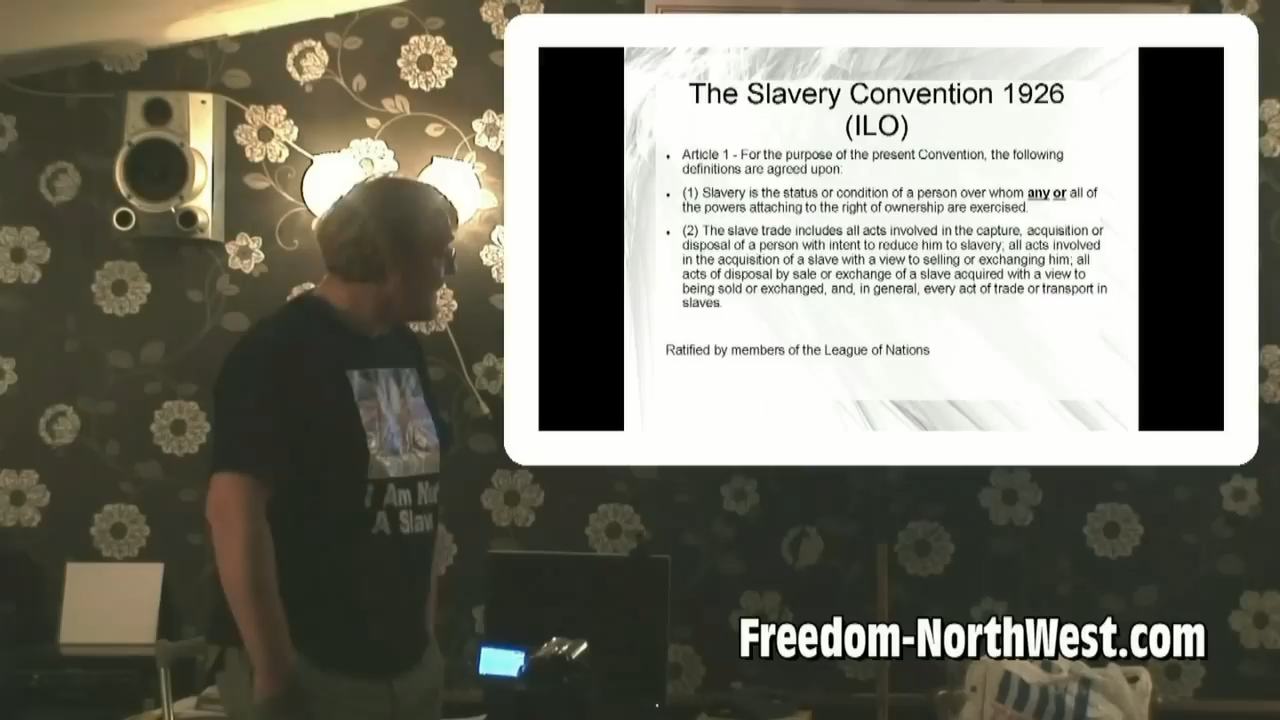 The Slavery Convention 1926
(ILO)
• Article 1 - For the purpose of the present Convention, the following
definitions are agreed upon:
• (1) Slavery is the status or condition of a person over whom any or all of
the powers attaching to the right of ownership are exercised.
• (2) The slave trade includes all acts involved in the capture, acquisition or
disposal of a person with intent to reduce him to slavery; all acts involved
in the acquisition of a slave with a view to selling or exchanging him; all
acts of disposal by sale or exchange of a slave acquired with a view to
being sold or exchanged, and, in general, every act of trade or transport in
slaves.
Ratified by members of the League of Nations
I Am
A
Freedom-NorthWest.com